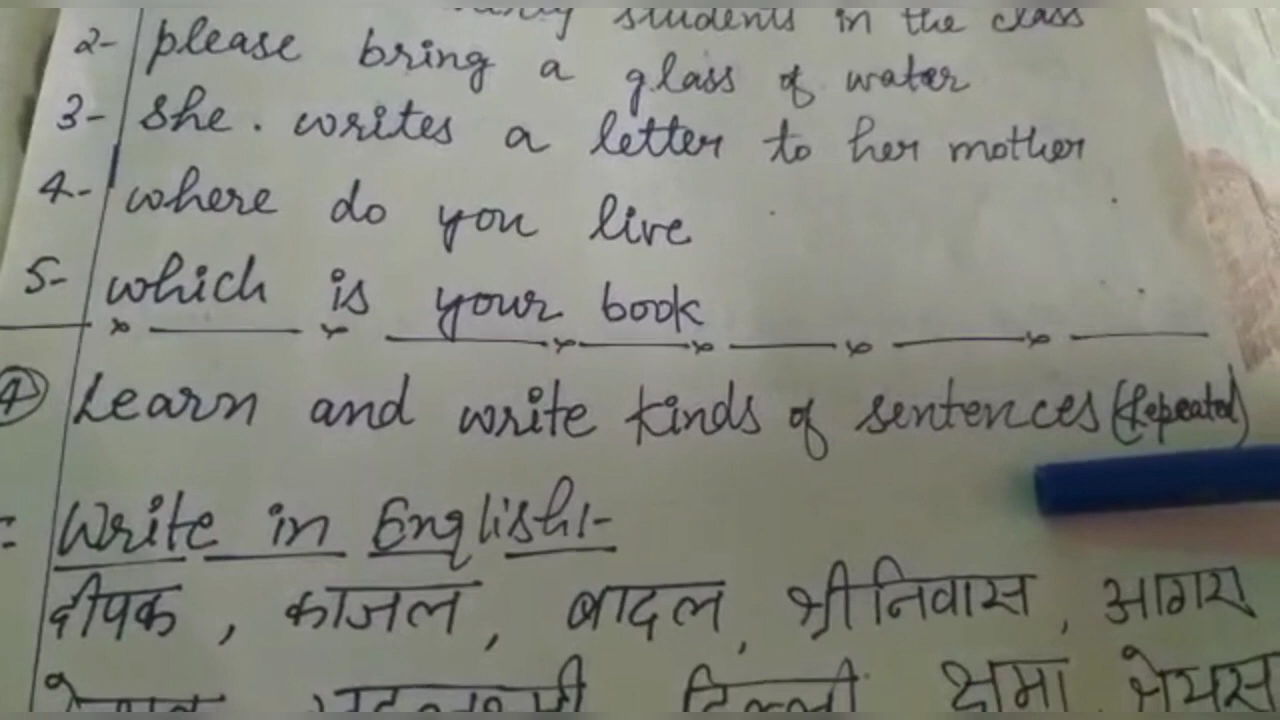 students in the class
2- please bring a glass of water
3- She. writes a letter to her mother
4- where do you live
5- which is your book
4 Learn and write kinds of sentences (Repeated)
Write in English:-
दीपक, काजल, बादल, श्रीनिवास, आगरा
दिल्ली क्षमा, श्रेयस